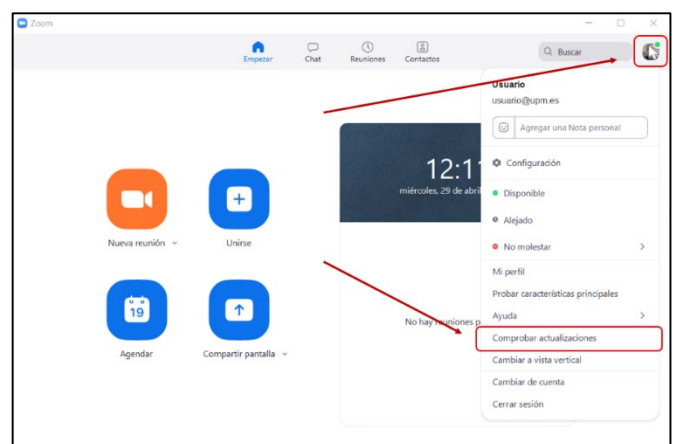 Zoom
Empezar
Chat
Reuniones
Contactos
Buscar
Usuario
usuario@upm.es
Agregar una Nota personal
Configuración
Disponible
Alejado
No molestar
Mi perfil
Probar características principales
Ayuda
Comprobar actualizaciones
Cambiar a vista vertical
Cambiar de cuenta
Cerrar sesión
12:1
miércoles, 29 de abril
No hay reuniones p
Nueva reunión
Unirse
19
Agendar
Compartir pantalla